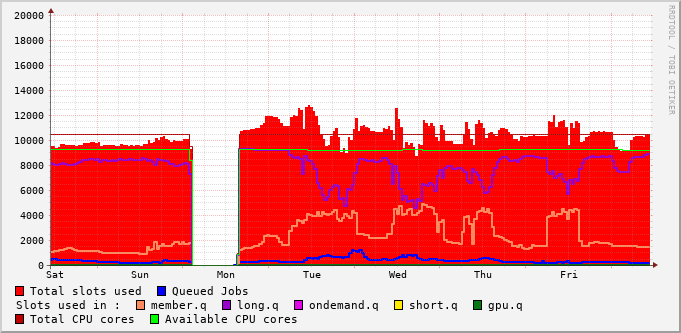 20000
18000
16000
14000
12000
10000
8000
6000
4000
2000
0
Sat Sun Mon Tue Wed Thu Fri
Total slots used Queued Jobs
Slots used in : member.q long.q ondemand.q short.q gpu.q
Total CPU cores Available CPU cores
RRDTOOL / TOBI OETIKER